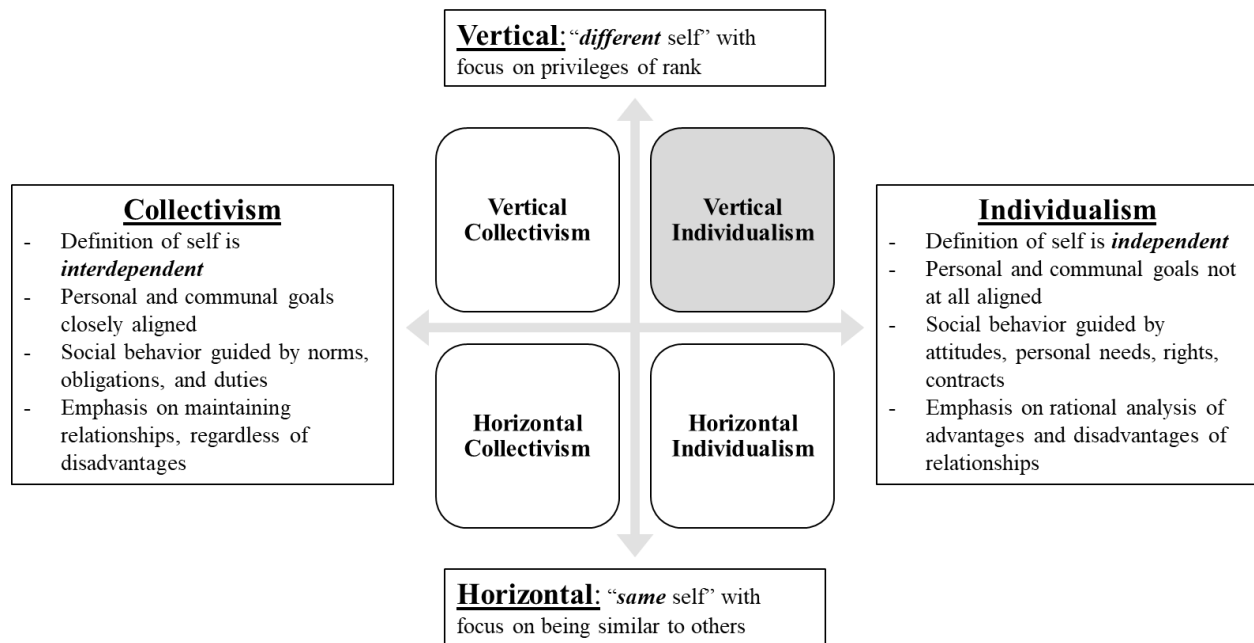 Vertical: “different self” with
focus on privileges of rank
Collectivism
- Definition of self is
interdependent
- Personal and communal goals
closely aligned
- Social behavior guided by norms,
obligations, and duties
- Emphasis on maintaining
relationships, regardless of
disadvantages
Vertical
Collectivism
Vertical
Individualism
Horizontal
Collectivism
Horizontal
Individualism
Individualism
- Definition of self is independent
- Personal and communal goals not
at all aligned
- Social behavior guided by
attitudes, personal needs, rights,
contracts
- Emphasis on rational analysis of
advantages and disadvantages of
relationships
Horizontal: “same self” with
focus on being similar to others